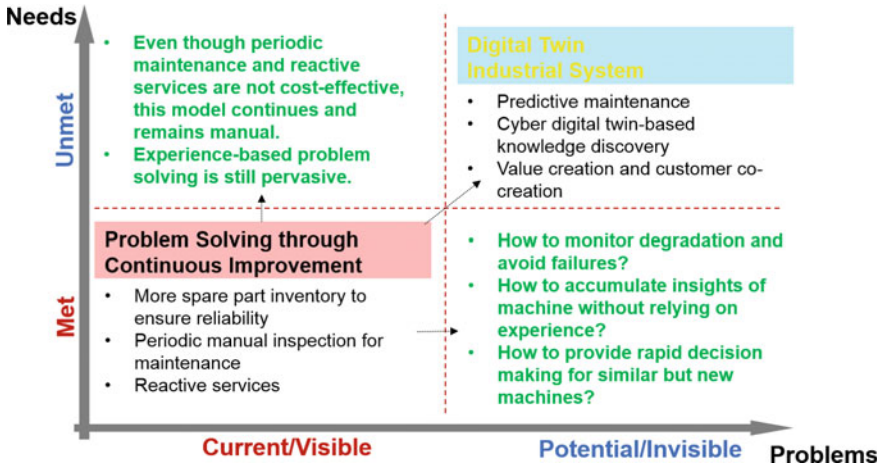 Needs
Unmet
Met
• Even though periodic
maintenance and reactive
services are not cost-effective,
this model continues and
remains manual.
• Experience-based problem
solving is still pervasive.
Digital Twin
Industrial System
• Predictive maintenance
• Cyber digital twin-based
knowledge discovery
• Value creation and customer co-
creation
Problem Solving through
Continuous Improvement
• More spare part inventory to
ensure reliability
• Periodic manual inspection for
maintenance
• Reactive services
• How to monitor degradation and
avoid failures?
• How to accumulate insights of
machine without relying on
experience?
• How to provide rapid decision
making for similar but new
machines?
Current/Visible
Potential/Invisible
Problems